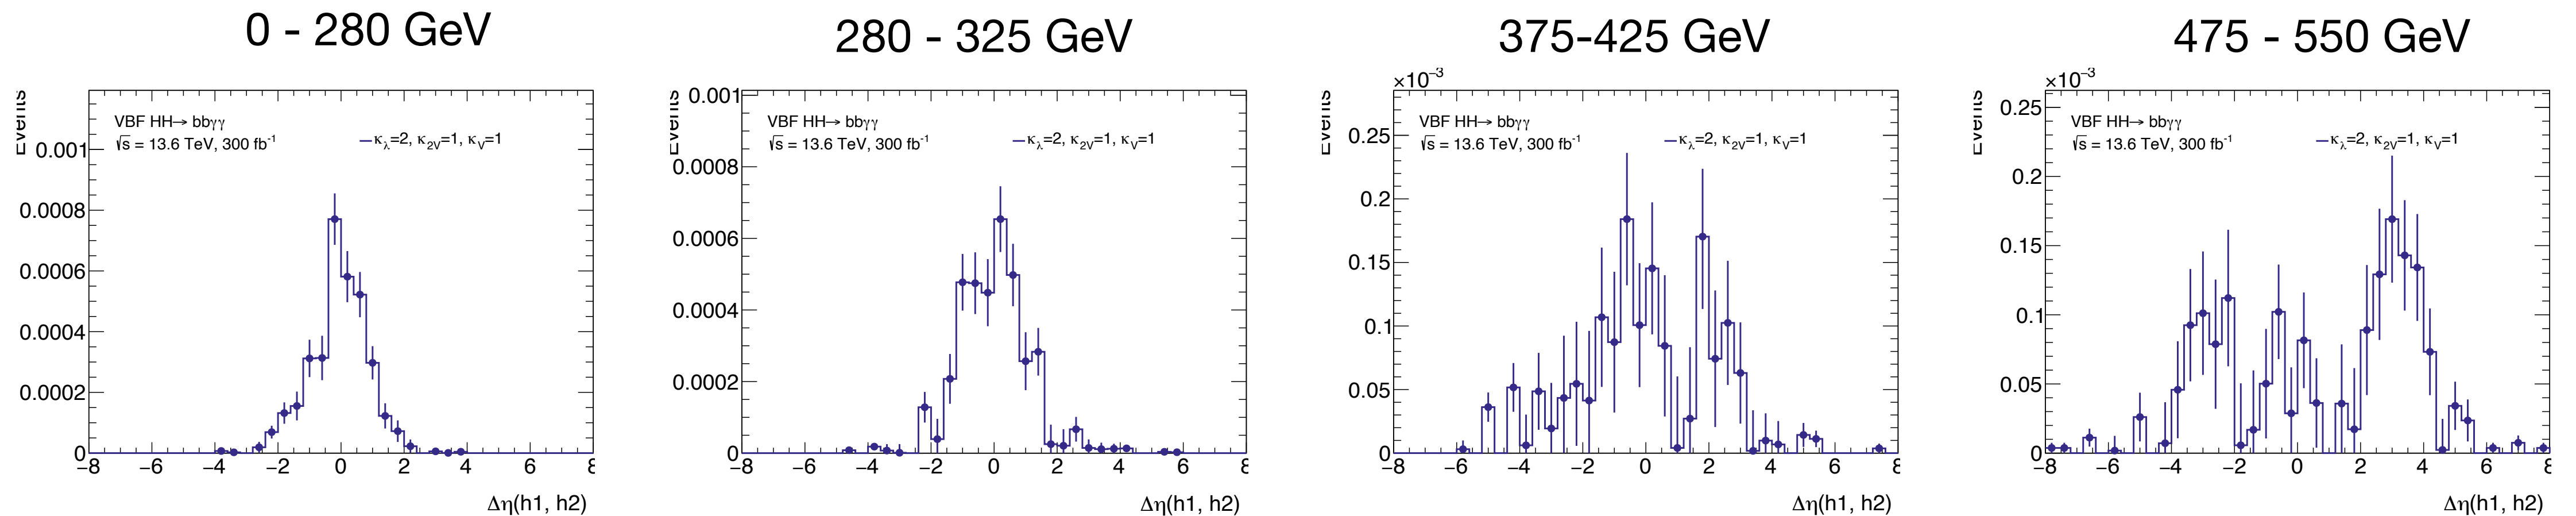 0 - 280 GeV
280 - 325 GeV
375-425 GeV
475 - 550 GeV
Events
VBF HH→ bbγγ
√s = 13.6 TeV, 300 fb⁻¹
κλ=2, κ2V=1, κV=1
0.001
0.0008
0.0006
0.0004
0.0002
0
−8 −6 −4 −2 0 2 4 6 8
Δη(h1, h2)
Events
VBF HH→ bbγγ
√s = 13.6 TeV, 300 fb⁻¹
κλ=2, κ2V=1, κV=1
0.001
0.0008
0.0006
0.0004
0.0002
0
−8 −6 −4 −2 0 2 4 6 8
Δη(h1, h2)
×10⁻³
Events
VBF HH→ bbγγ
√s = 13.6 TeV, 300 fb⁻¹
κλ=2, κ2V=1, κV=1
0.25
0.2
0.15
0.1
0.05
0
−8 −6 −4 −2 0 2 4 6 8
Δη(h1, h2)
×10⁻³
Events
VBF HH→ bbγγ
√s = 13.6 TeV, 300 fb⁻¹
κλ=2, κ2V=1, κV=1
0.25
0.2
0.15
0.1
0.05
0
−8 −6 −4 −2 0 2 4 6 8
Δη(h1, h2)